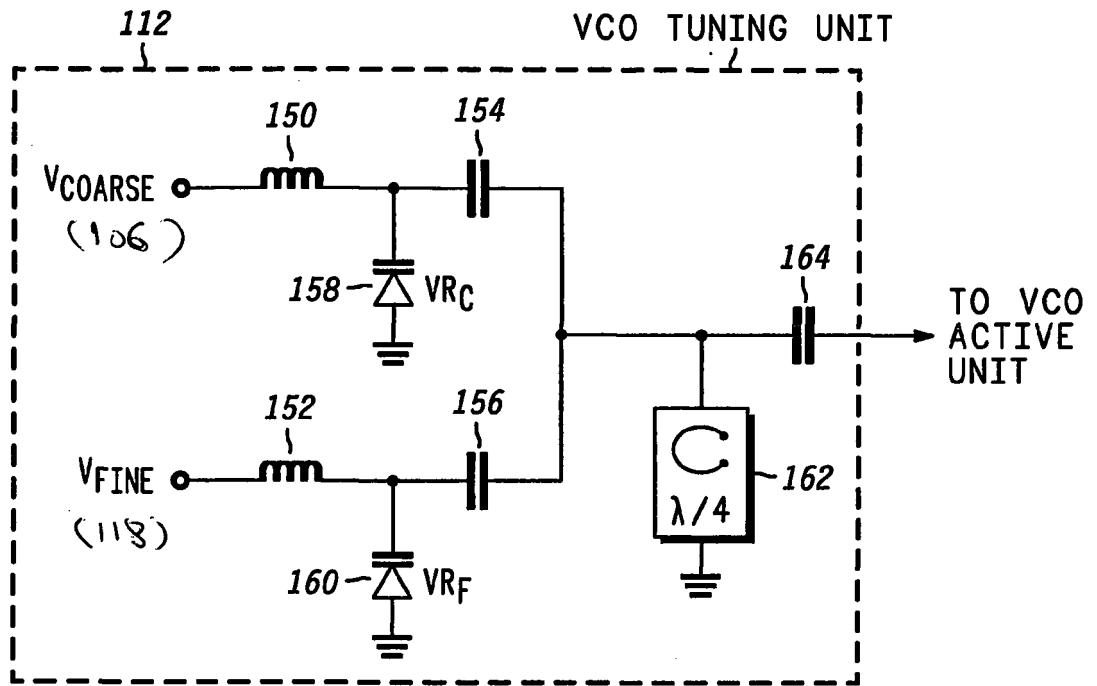 112
VCO TUNING UNIT
150
154
VCOARSE
(106)
158
VRC
164
TO VCO
ACTIVE
UNIT
152
156
VFINE
(118)
160
VRF
162
λ/4